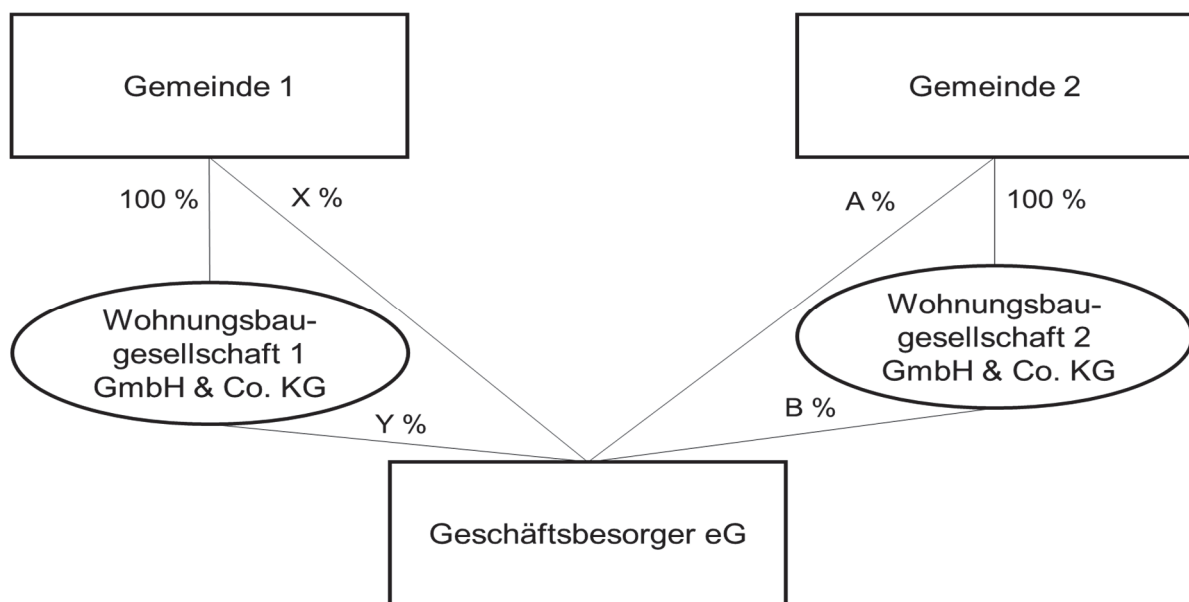 Gemeinde 1
Gemeinde 2
100 %
X %
A %
100 %
Wohnungsbau-
gesellschaft 1
GmbH & Co. KG
Wohnungsbau-
gesellschaft 2
GmbH & Co. KG
Y %
B %
Geschäftsbesorger eG